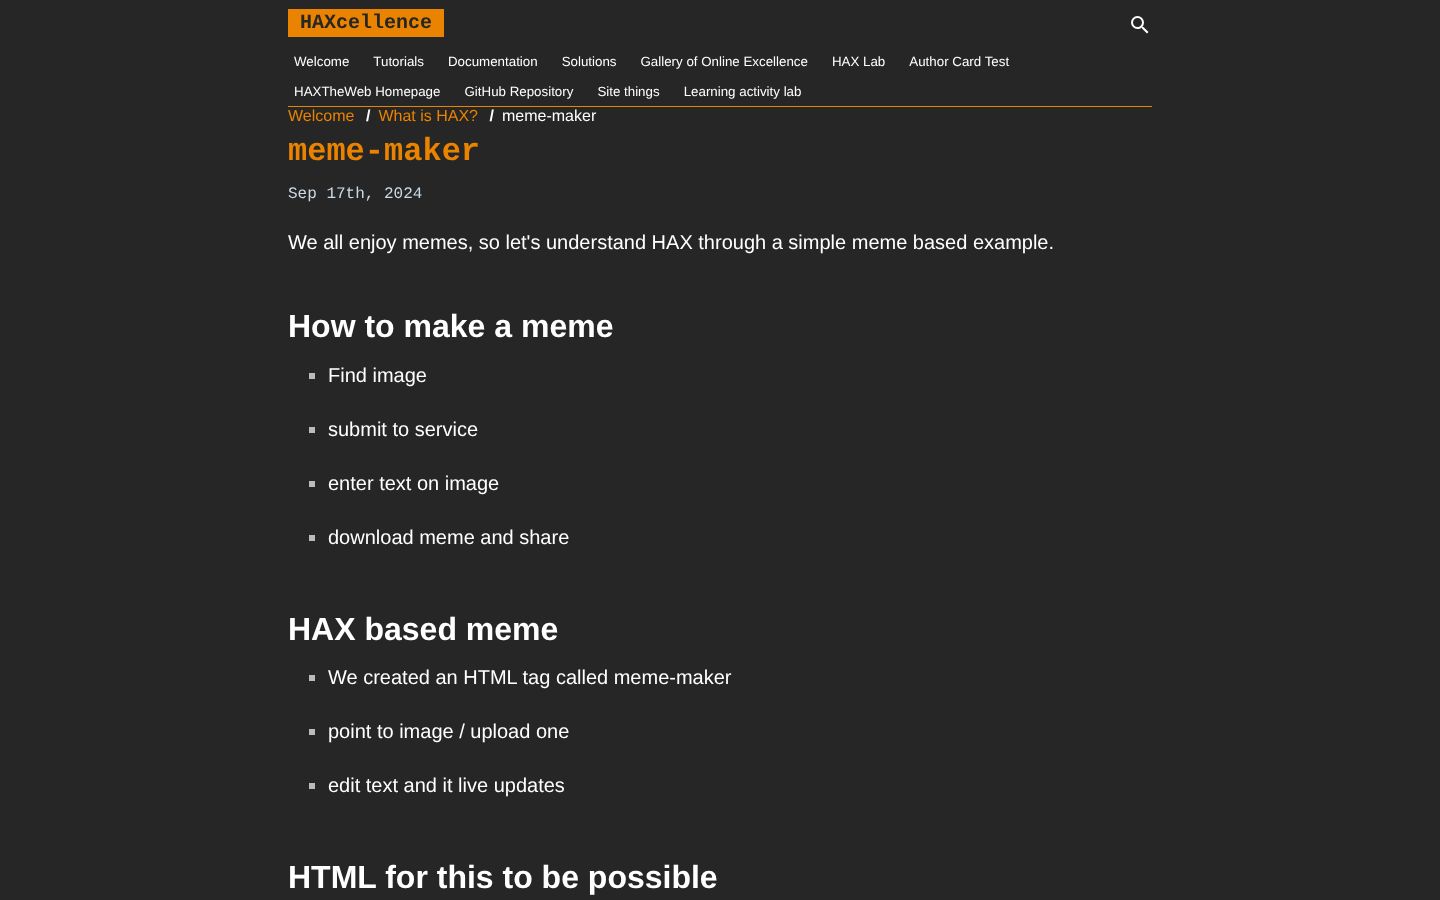 HAXcellence
Welcome Tutorials Documentation Solutions Gallery of Online Excellence HAX Lab Author Card Test
HAXTheWeb Homepage GitHub Repository Site things Learning activity lab
Welcome / What is HAX? / meme-maker
meme-maker
Sep 17th, 2024
We all enjoy memes, so let's understand HAX through a simple meme based example.
How to make a meme
Find image
submit to service
enter text on image
download meme and share
HAX based meme
We created an HTML tag called meme-maker
point to image / upload one
edit text and it live updates
HTML for this to be possible